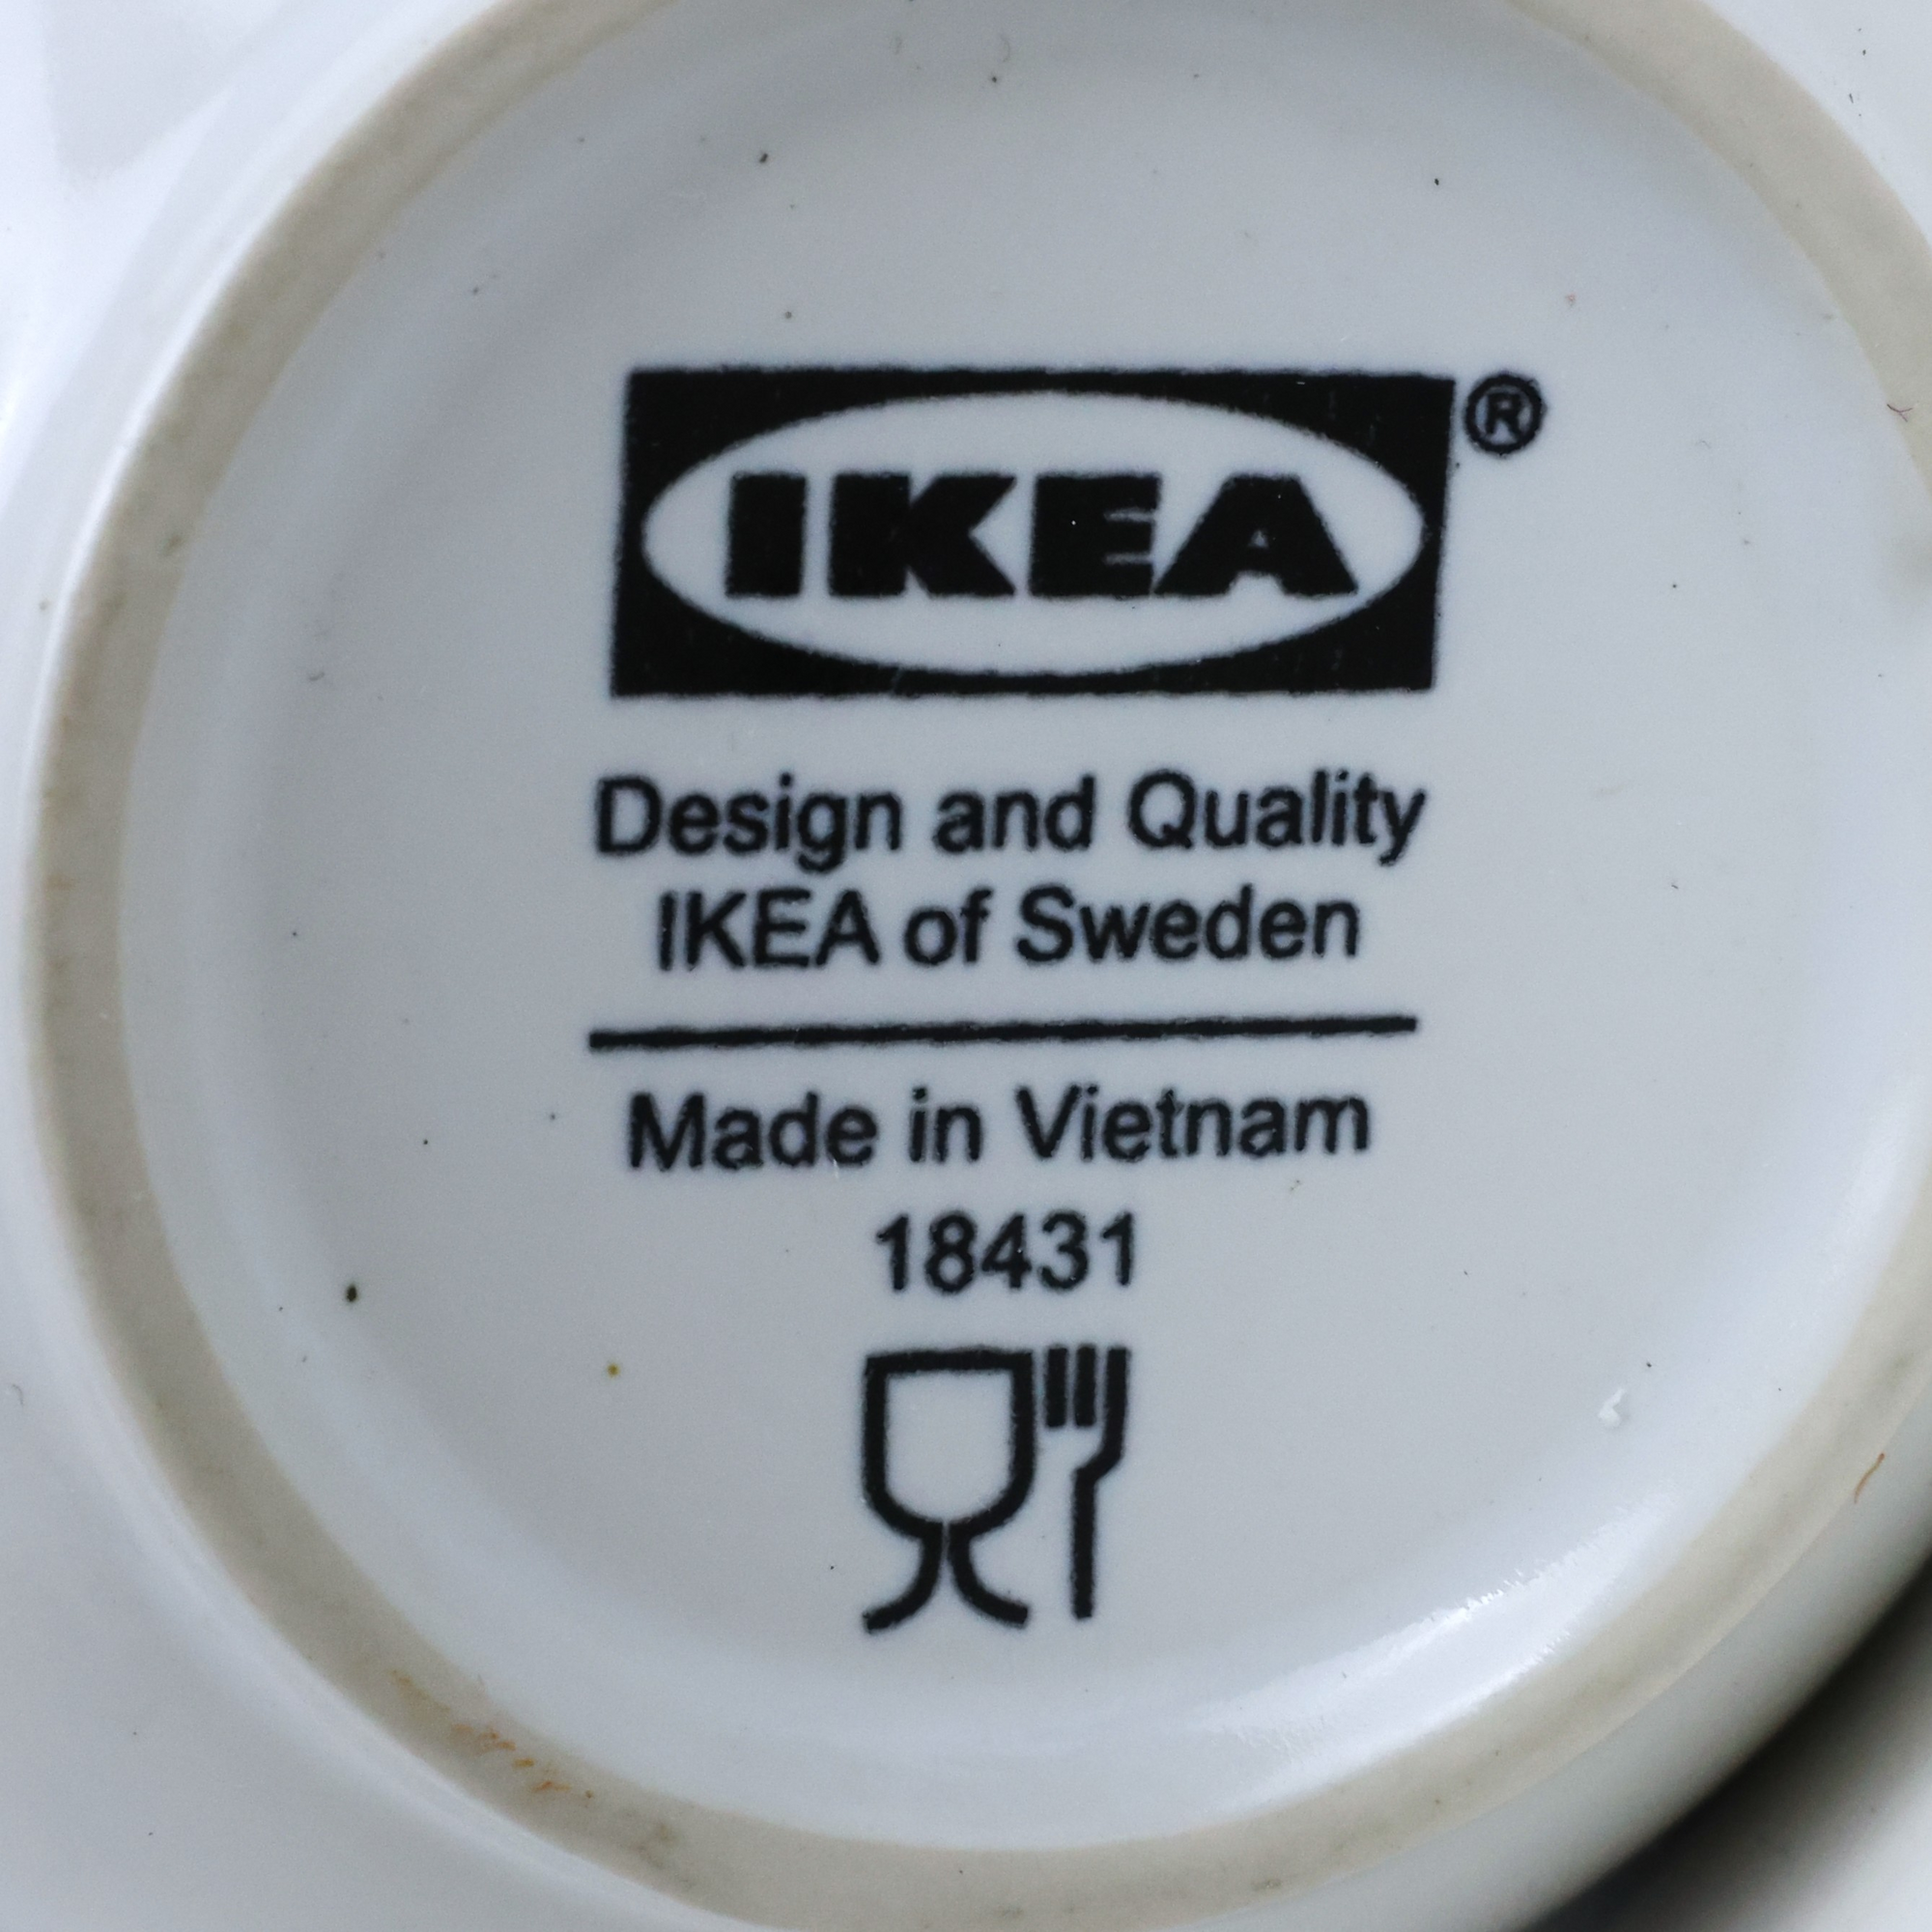 IKEA®
Design and Quality
IKEA of Sweden
Made in Vietnam
18431